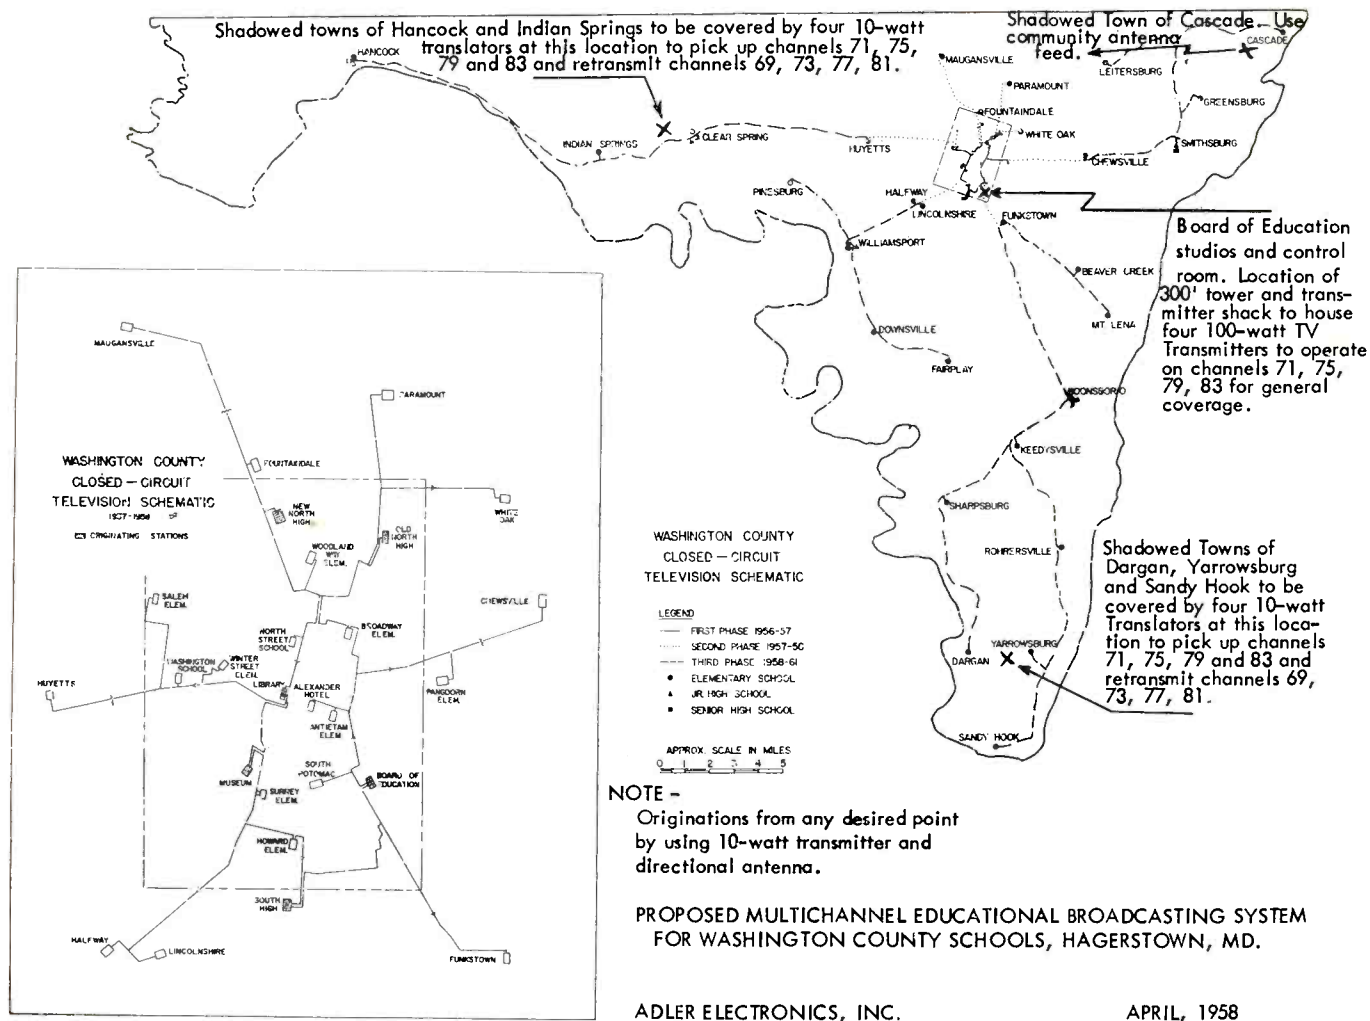 Shadowed towns of Hancock and Indian Springs to be covered by four 10-watt
translators at this location to pick up channels 71, 75,
79 and 83 and retransmit channels 69, 73, 77, 81.
Shadowed Town of Cascade. Use
community antenna
feed.
HANCOCK
CASCADE
MAUGANSVILLE
LEITERSBURG
PARAMOUNT
GREENSBURG
FOUNTAINDALE
WHITE OAK
CLEAR SPRING
INDIAN SPRINGS
HUYETTS
SMITHSBURG
CHEWSVILLE
PINESBURG
HALFWAY
LINCOLNSHIRE
FUNKSTOWN
WILLIAMSPORT
BEAVER CREEK
MT. LENA
DOWNSVILLE
FAIRPLAY
BOONSBORO
KEEDYSVILLE
SHARPSBURG
ROHRERSVILLE
YARROWSBURG
DARGAN
SANDY HOOK
Board of Education
studios and control
room. Location of
300' tower and trans-
mitter shack to house
four 100-watt TV
Transmitters to operate
on channels 71, 75,
79, 83 for general
coverage.
Shadowed Towns of
Dargan, Yarrowsburg
and Sandy Hook to be
covered by four 10-watt
Translators at this loca-
tion to pick up channels
71, 75, 79 and 83 and
retransmit channels 69,
73, 77, 81.
MAUGANSVILLE
PARAMOUNT
WASHINGTON COUNTY
CLOSED — CIRCUIT
TELEVISION SCHEMATIC
1957-1958
ORIGINATING STATIONS
FOUNTAINDALE
NEW
NORTH
HIGH
WHITE
OAK
OLD
NORTH
HIGH
WOODLAND
WAY
ELEM.
SALEM
ELEM.
CHEWSVILLE
BROADWAY
ELEM.
NORTH
STREET
SCHOOL
WASHINGTON
SCHOOL
WINTER
STREET
ELEM.
HUYETTS
LIBRARY
ALEXANDER
HOTEL
PANGBORN
ELEM.
ANTIETAM
ELEM.
SOUTH
POTOMAC
MUSEUM
BOARD OF
EDUCATION
SURREY
ELEM.
HOWARD
ELEM.
SOUTH
HIGH
HALFWAY
LINCOLNSHIRE
FUNKSTOWN
WASHINGTON COUNTY
CLOSED — CIRCUIT
TELEVISION SCHEMATIC
LEGEND
FIRST PHASE 1956-57
SECOND PHASE
THIRD PHASE 1958-61
ELEMENTARY SCHOOL
JR. HIGH SCHOOL
SENIOR HIGH SCHOOL
APPROX. SCALE IN MILES
0 1 2 3 4 5
NOTE -
Originations from any desired point
by using 10-watt transmitter and
directional antenna.
PROPOSED MULTICHANNEL EDUCATIONAL BROADCASTING SYSTEM
FOR WASHINGTON COUNTY SCHOOLS, HAGERSTOWN, MD.
ADLER ELECTRONICS, INC.
APRIL, 1958